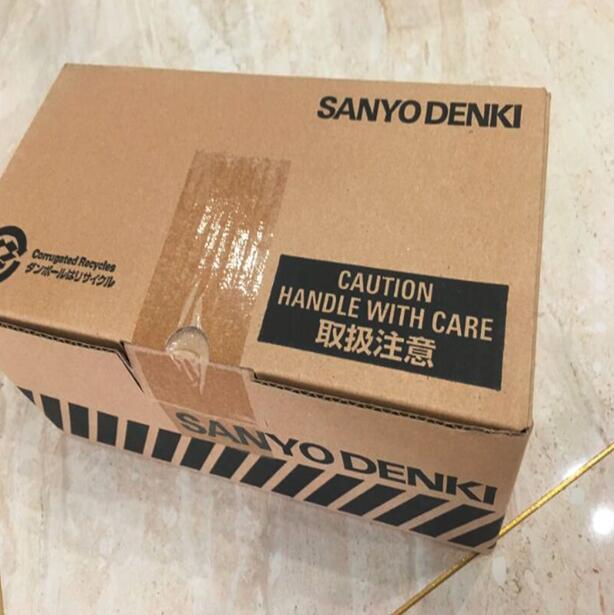 SANYO DENKI
Corrugated Recycles
ダンボールはリサイクル
CAUTION
HANDLE WITH CARE
取扱注意
SANYO DENKI